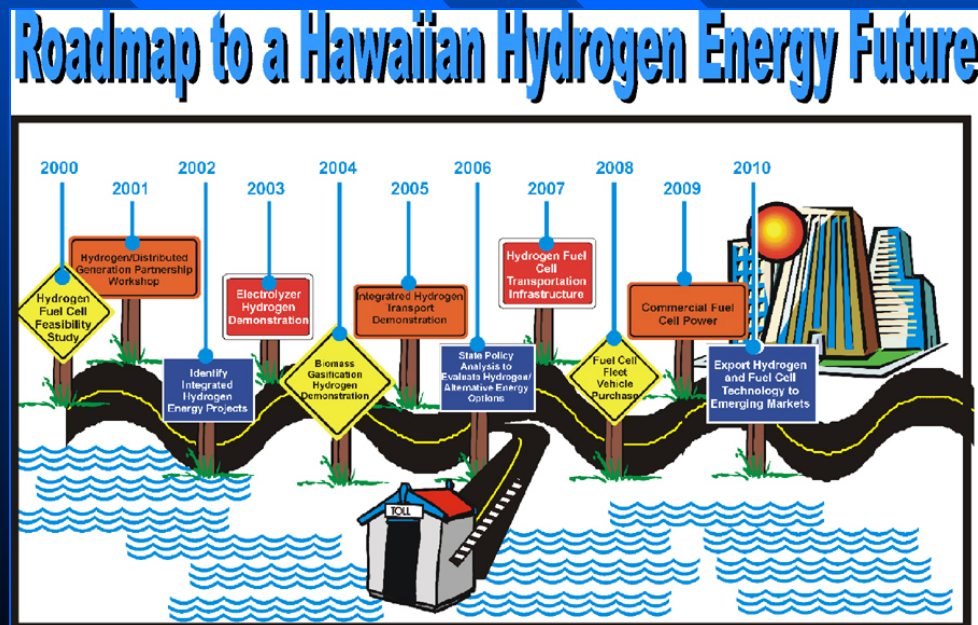 Roadmap to a Hawaiian Hydrogen Energy Future
2000
2001
2002
2003
2004
2005
2006
2007
2008
2009
2010
Hydrogen
Fuel Cell
Feasibility
Study
Hydrogen/Distributed
Generation Partnership
Workshop
Identify
Integrated
Hydrogen
Energy Projects
Electrolyzer
Hydrogen
Demonstration
Biomass
Gasification
Hydrogen
Demonstration
Integratred Hydrogen
Transport
Demonstration
State Policy
Analysis to
Evaluate Hydrogen/
Alternative Energy
Options
Hydrogen Fuel
Cell
Transportation
Infrastructure
Fuel Cell
Fleet
Vehicle
Purchase
Commercial Fuel
Cell Power
Export Hydrogen
and Fuel Cell
Technology to
Emerging Markets
TOLL